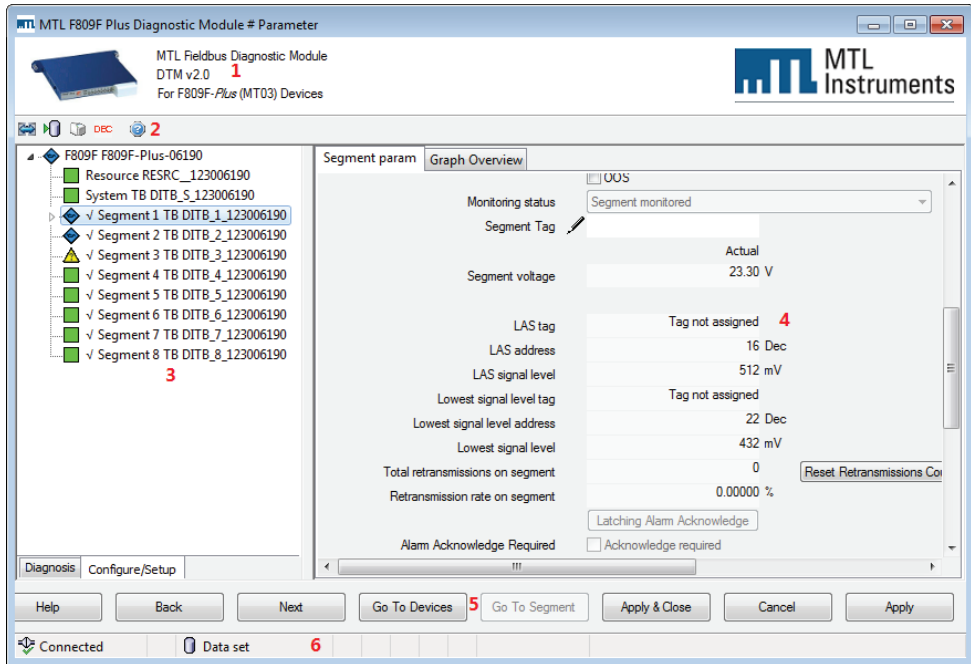 MTL F809F Plus Diagnostic Module # Parameter
MTL Fieldbus Diagnostic Module
DTM v2.0 1
For F809F-Plus (MT03) Devices
MTL
Instruments
DEC 2
F809F F809F-Plus-06190
Resource RESRC__123006190
System TB DITB_S_123006190
√ Segment 1 TB DITB_1_123006190
√ Segment 2 TB DITB_2_123006190
√ Segment 3 TB DITB_3_123006190
√ Segment 4 TB DITB_4_123006190
√ Segment 5 TB DITB_5_123006190
√ Segment 6 TB DITB_6_123006190
√ Segment 7 TB DITB_7_123006190
√ Segment 8 TB DITB_8_123006190
3
Diagnosis Configure/Setup
Segment param Graph Overview
OOS
Monitoring status Segment monitored
Segment Tag
Actual
Segment voltage 23.30 V
LAS tag Tag not assigned 4
LAS address 16 Dec
LAS signal level 512 mV
Lowest signal level tag Tag not assigned
Lowest signal level address 22 Dec
Lowest signal level 432 mV
Total retransmissions on segment 0 Reset Retransmissions Cou
Retransmission rate on segment 0.00000 %
Latching Alarm Acknowledge
Alarm Acknowledge Required Acknowledge required
Help Back Next Go To Devices 5 Go To Segment Apply & Close Cancel Apply
Connected Data set 6